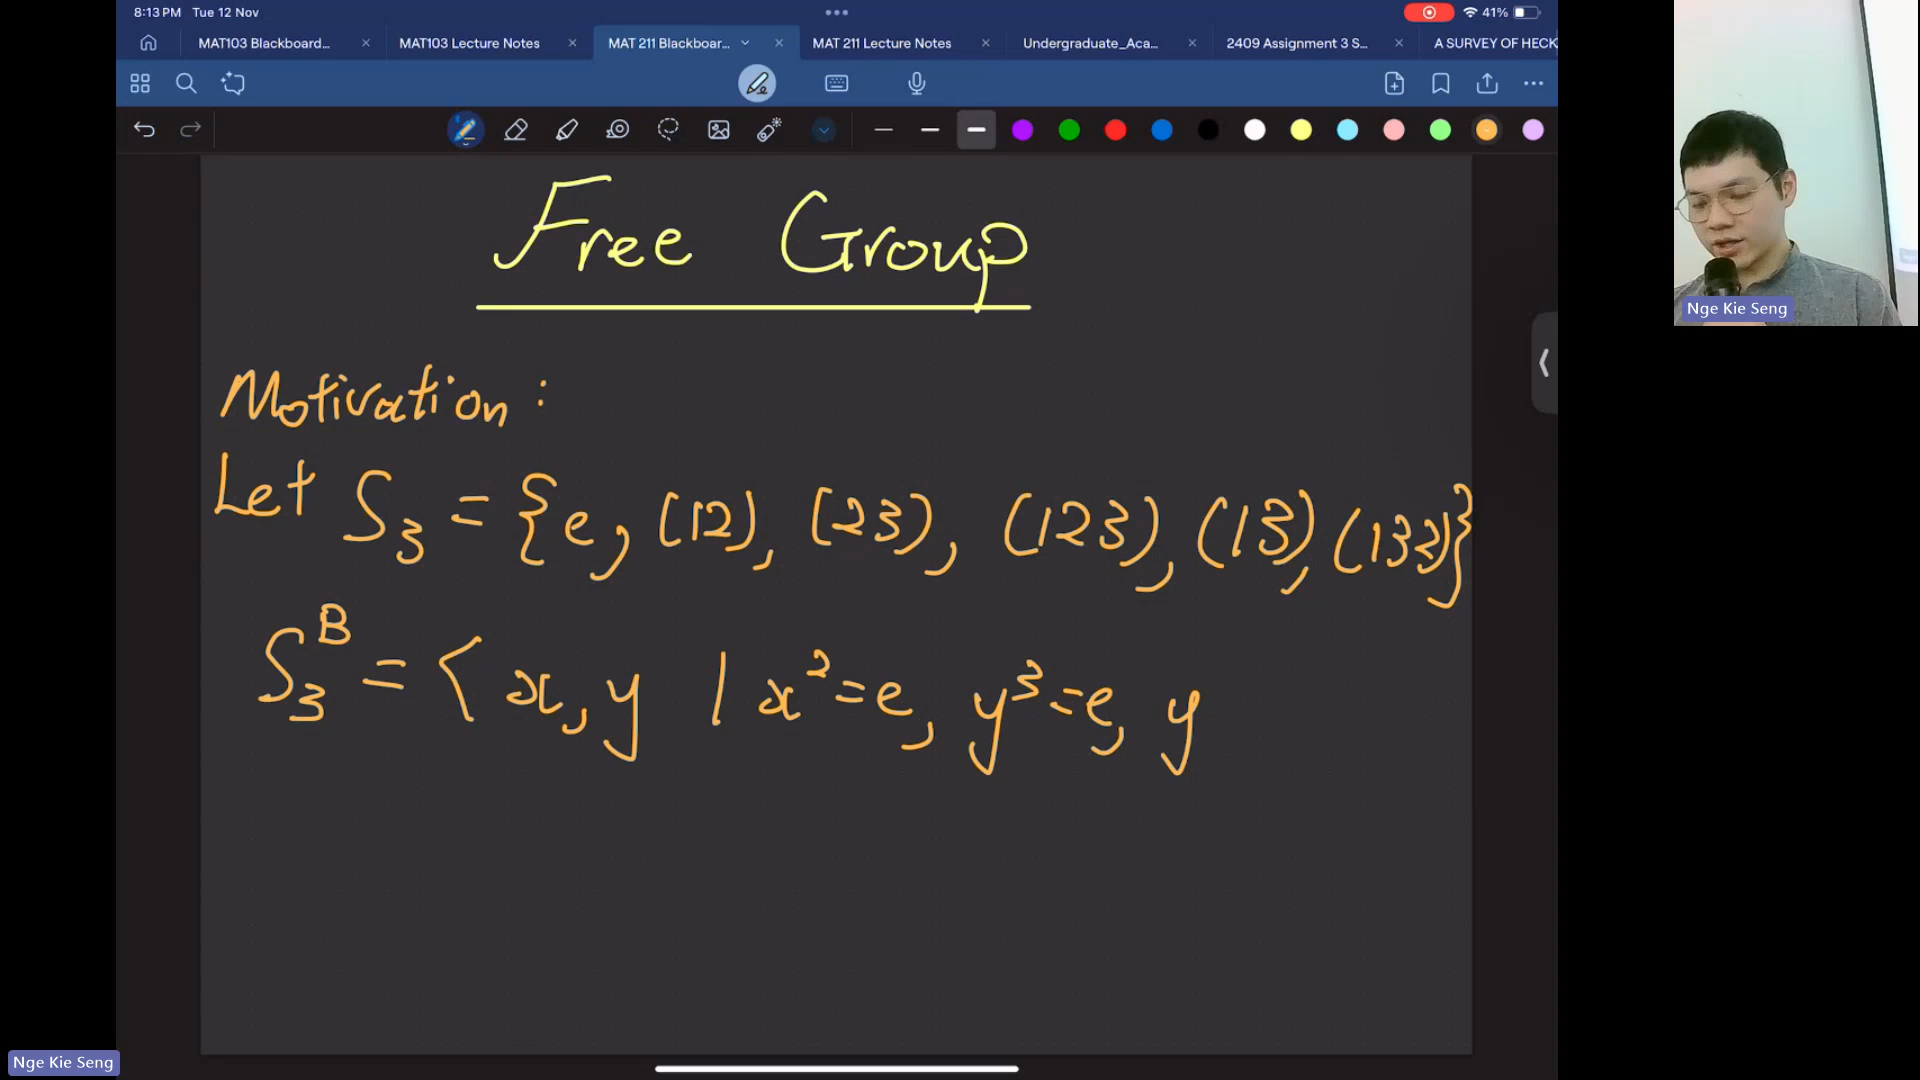 8:13 PM Tue 12 Nov
41%
MAT103 Blackboard...
MAT103 Lecture Notes
MAT 211 Blackboar...
MAT 211 Lecture Notes
Undergraduate_Aca...
2409 Assignment 3 S...
A SURVEY OF HECK
Free Group
Motivation :
Let S₃ = {e, (12), (23), (123), (13), (132)}
S₃ᴮ = ⟨ x, y | x² = e, y³ = e, y
Nge Kie Seng
Nge Kie Seng